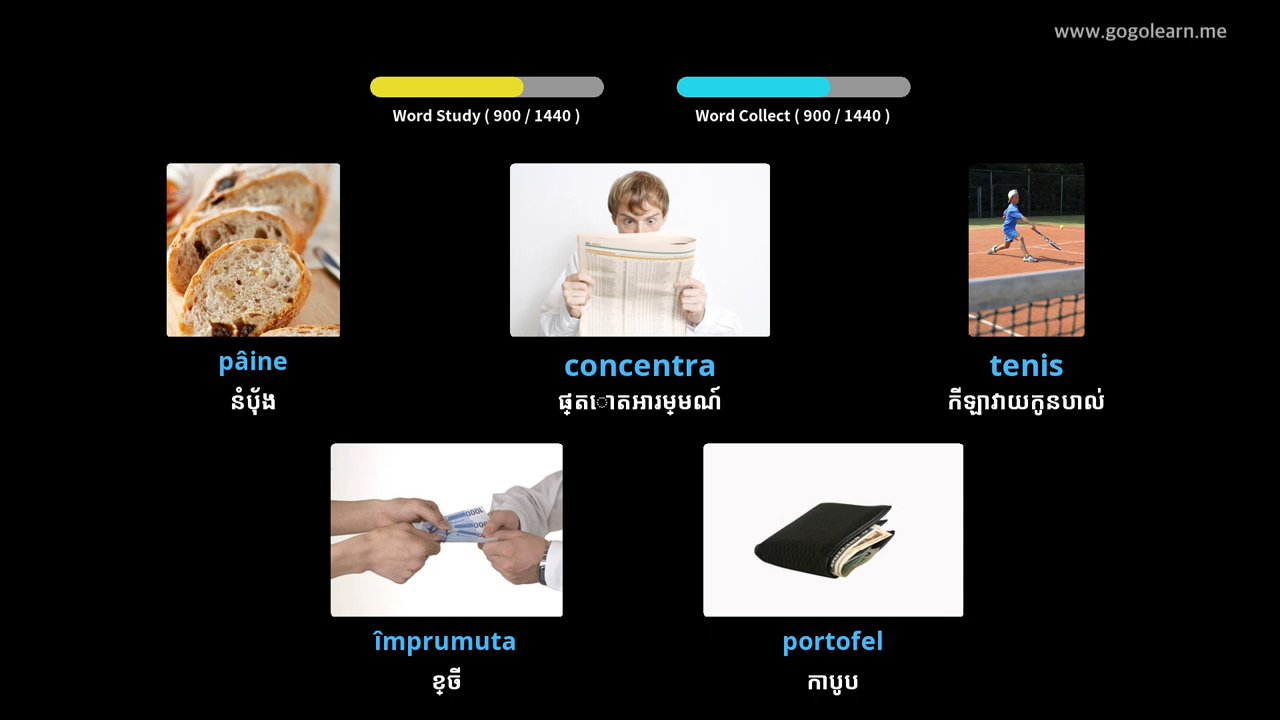 www.gogolearn.me
Word Study ( 900 / 1440 )
Word Collect ( 900 / 1440 )
pâine
នំប៉័ង
concentra
ផ្តោតអារម្មណ៍
tenis
កីឡាវាយកូនបាល់
împrumuta
ខ្ចី
portofel
កាបូប